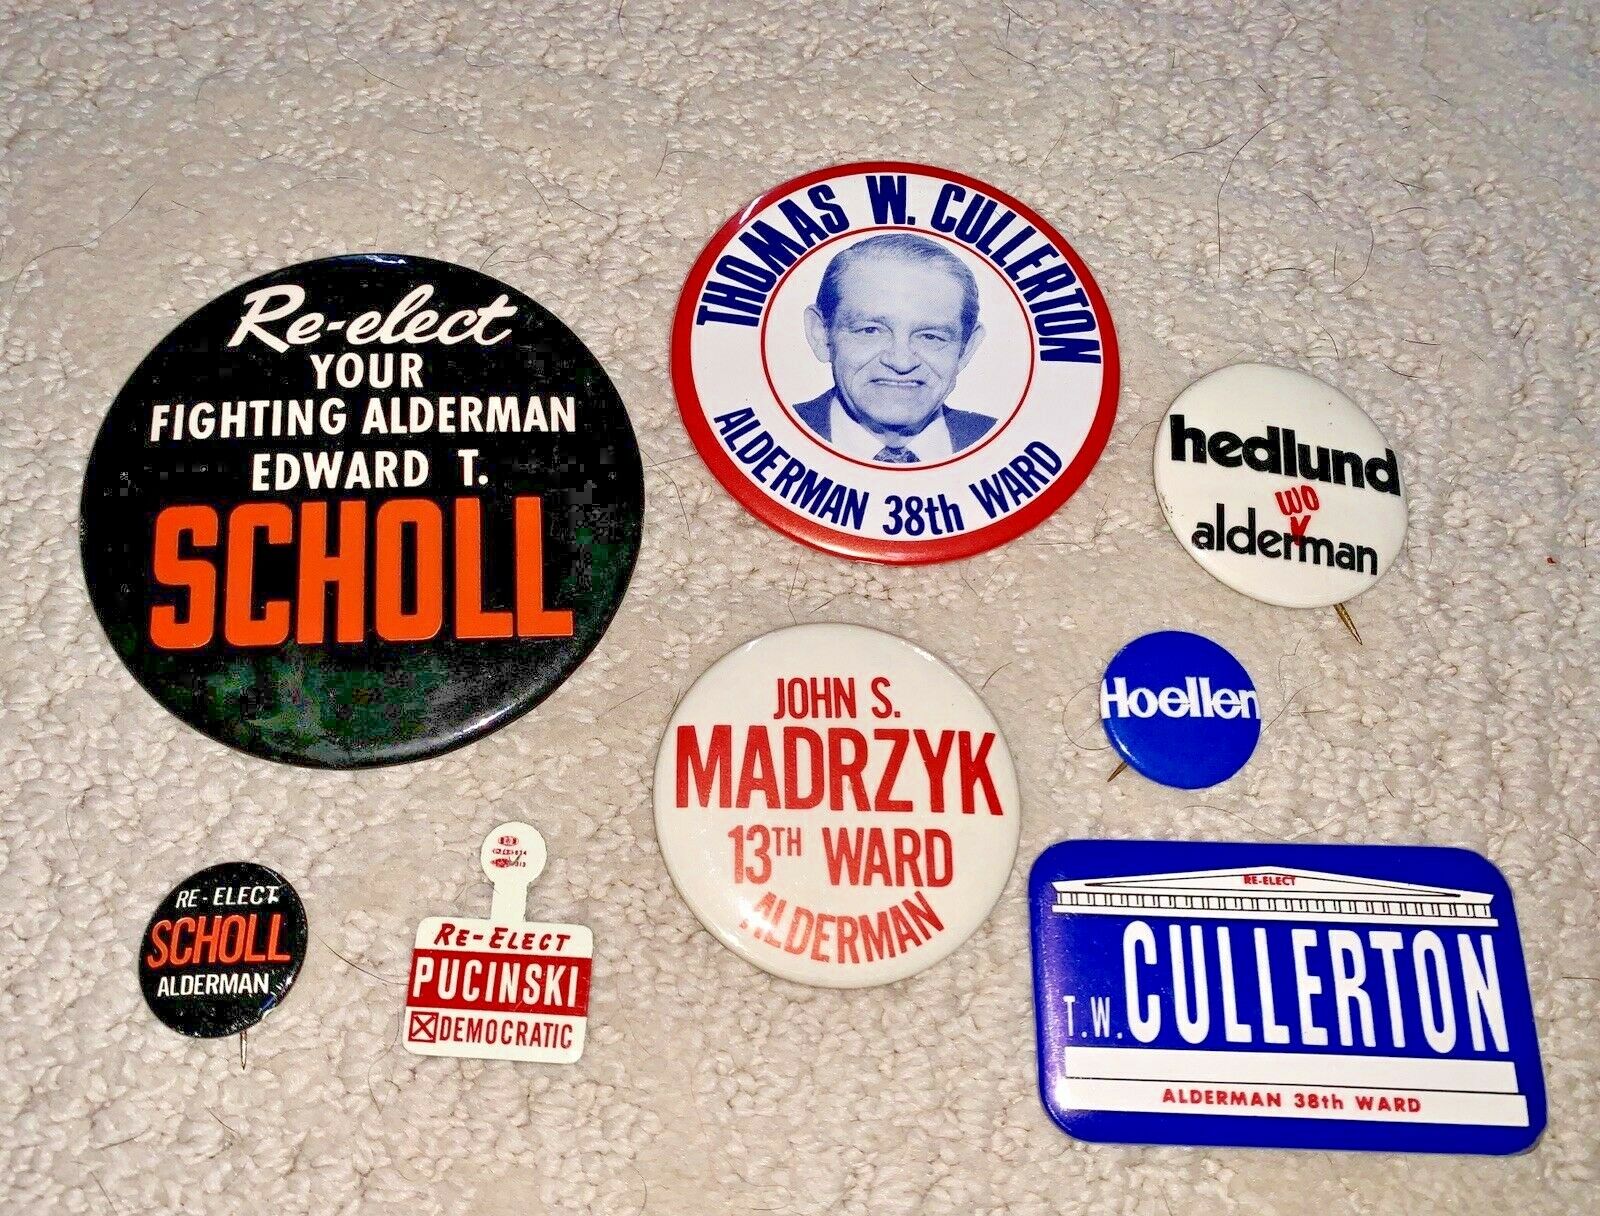 Re-elect
YOUR
FIGHTING ALDERMAN
EDWARD T.
SCHOLL
THOMAS W. CULLERTON
ALDERMAN 38th WARD
hedlund
wo
alderman
Hoellen
JOHN S.
MADRZYK
13TH WARD
ALDERMAN
RE-ELECT
SCHOLL
ALDERMAN
RE-ELECT
PUCINSKI
DEMOCRATIC
RE-ELECT
T.W. CULLERTON
ALDERMAN 38th WARD